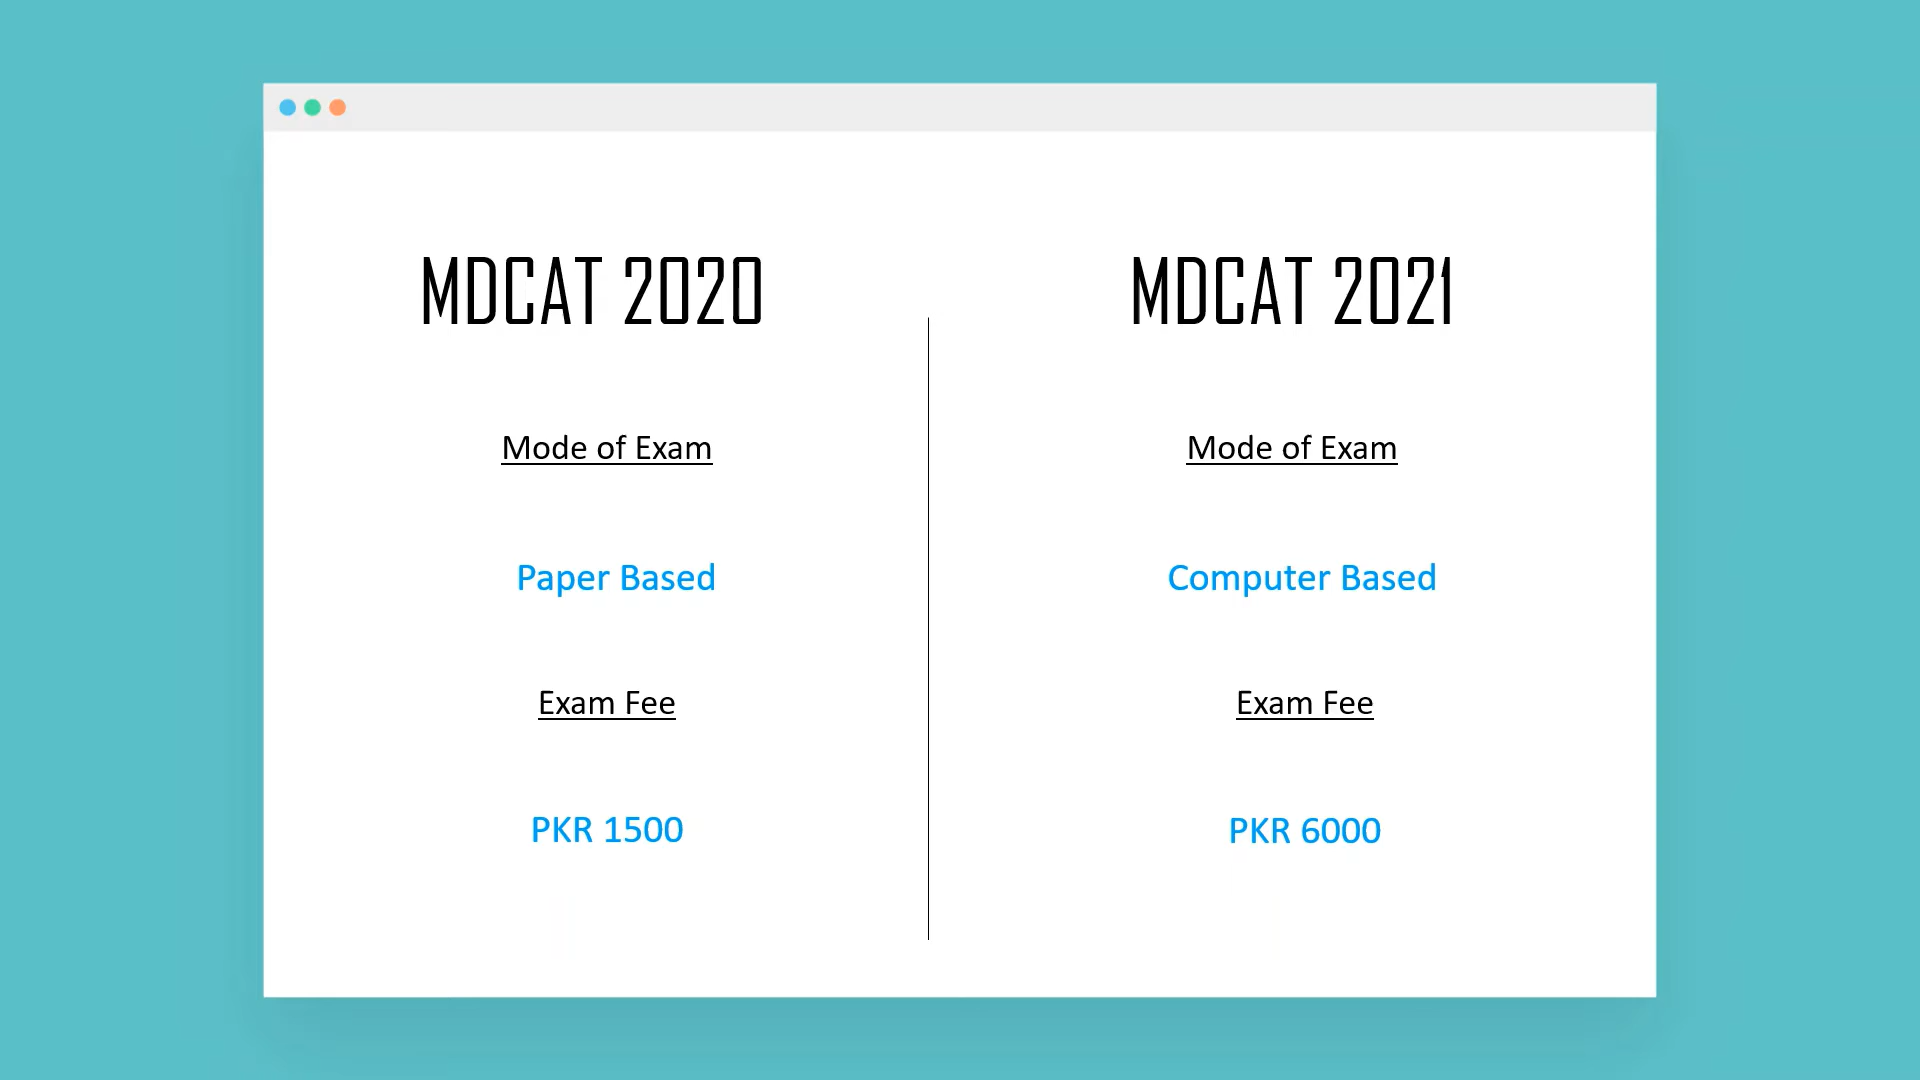 MDCAT 2020
Mode of Exam
Paper Based
Exam Fee
PKR 1500
MDCAT 2021
Mode of Exam
Computer Based
Exam Fee
PKR 6000